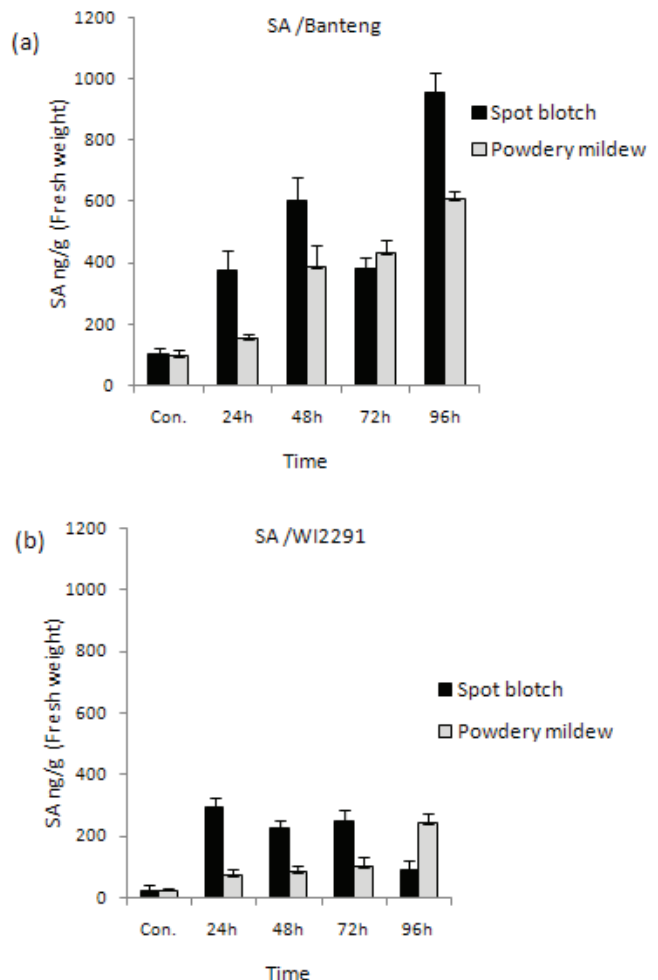 (a)
SA /Banteng
SA ng/g (Fresh weight)
1200
1000
800
600
400
200
0
Spot blotch
Powdery mildew
Con. 24h 48h 72h 96h
Time
(b)
SA /WI2291
SA ng/g (Fresh weight)
1200
1000
800
600
400
200
0
Spot blotch
Powdery mildew
Con. 24h 48h 72h 96h
Time